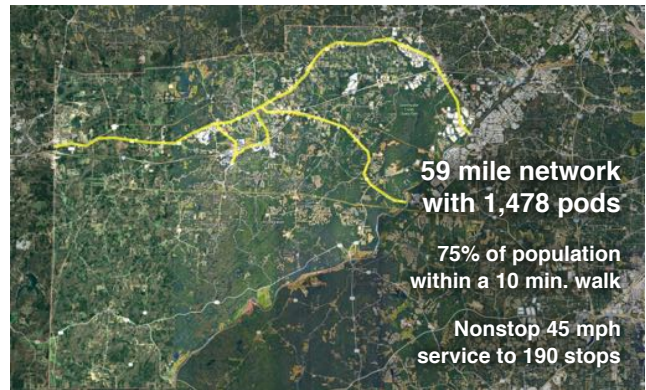 59 mile network
with 1,478 pods
75% of population
within a 10 min. walk
Nonstop 45 mph
service to 190 stops